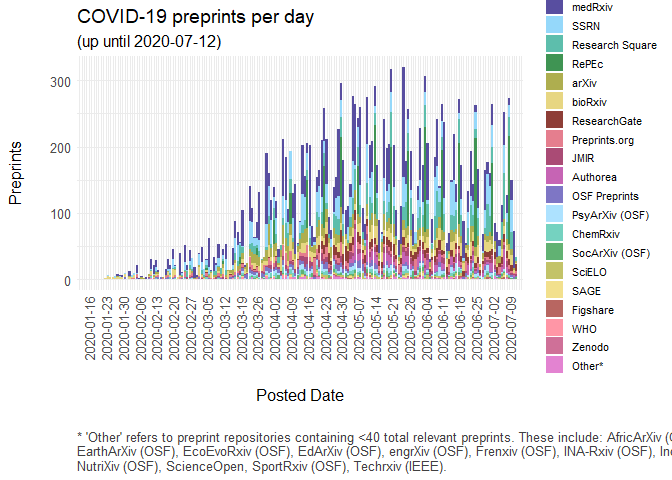 COVID-19 preprints per day
(up until 2020-07-12)
Preprints
300
200
100
0
2020-01-16
2020-01-23
2020-01-30
2020-02-06
2020-02-13
2020-02-20
2020-02-27
2020-03-05
2020-03-12
2020-03-19
2020-03-26
2020-04-02
2020-04-09
2020-04-16
2020-04-23
2020-04-30
2020-05-07
2020-05-14
2020-05-21
2020-05-28
2020-06-04
2020-06-11
2020-06-18
2020-06-25
2020-07-02
2020-07-09
Posted Date
medRxiv
SSRN
Research Square
RePEc
arXiv
bioRxiv
ResearchGate
Preprints.org
JMIR
Authorea
OSF Preprints
PsyArXiv (OSF)
ChemRxiv
SocArXiv (OSF)
SciELO
SAGE
Figshare
WHO
Zenodo
Other*
* 'Other' refers to preprint repositories containing <40 total relevant preprints. These include: AfricArXiv
EarthArXiv (OSF), EcoEvoRxiv (OSF), EdArXiv (OSF), engrXiv (OSF), Frenxiv (OSF), INA-Rxiv (OSF),
NutriXiv (OSF), ScienceOpen, SportRxiv (OSF), Techrxiv (IEEE).